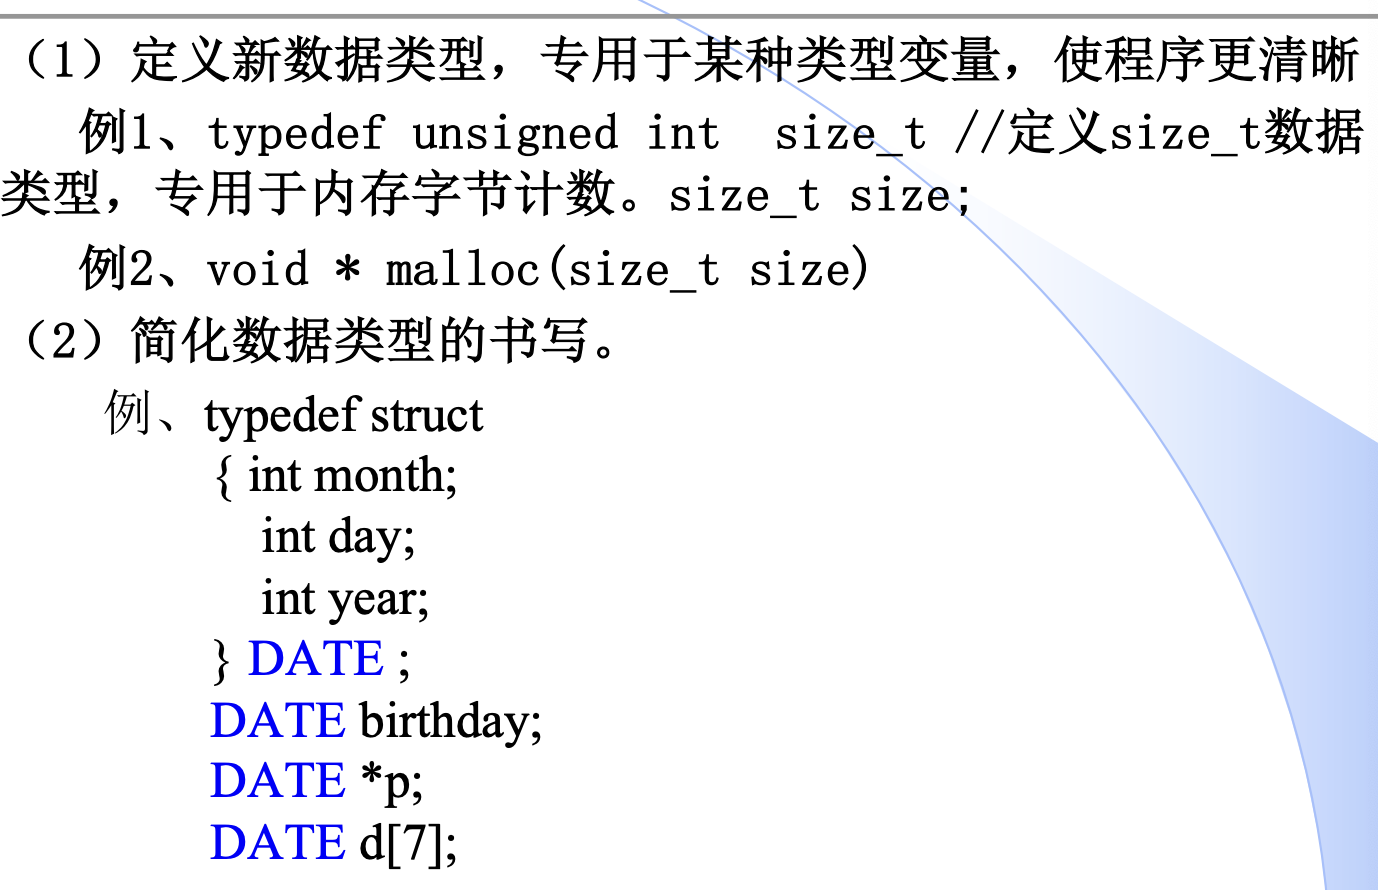 （1）定义新数据类型，专用于某种类型变量，使程序更清晰
例1、typedef unsigned int  size_t //定义size_t数据
类型，专用于内存字节计数。size_t size;
例2、void * malloc(size_t size)
（2）简化数据类型的书写。
例、typedef struct
{ int month;
int day;
int year;
} DATE ;
DATE birthday;
DATE *p;
DATE d[7];